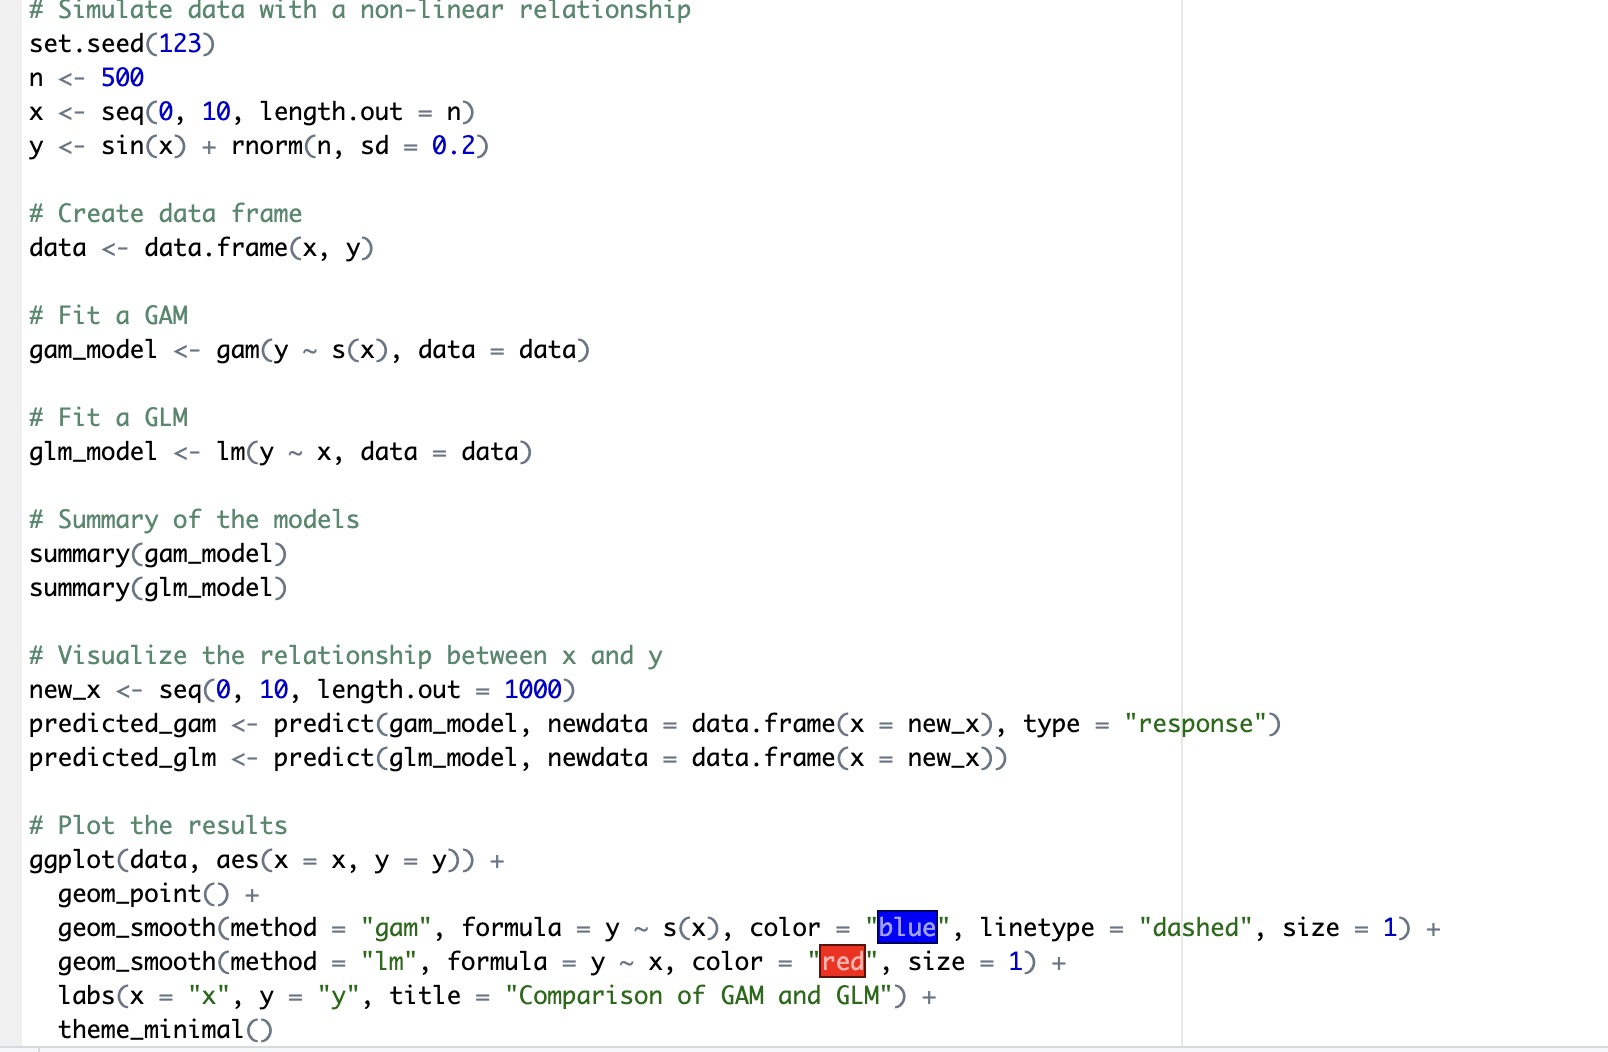 # Simulate data with a non-linear relationship
set.seed(123)
n <- 500
x <- seq(0, 10, length.out = n)
y <- sin(x) + rnorm(n, sd = 0.2)

# Create data frame
data <- data.frame(x, y)

# Fit a GAM
gam_model <- gam(y ~ s(x), data = data)

# Fit a GLM
glm_model <- lm(y ~ x, data = data)

# Summary of the models
summary(gam_model)
summary(glm_model)

# Visualize the relationship between x and y
new_x <- seq(0, 10, length.out = 1000)
predicted_gam <- predict(gam_model, newdata = data.frame(x = new_x), type = "response")
predicted_glm <- predict(glm_model, newdata = data.frame(x = new_x))

# Plot the results
ggplot(data, aes(x = x, y = y)) +
  geom_point() +
  geom_smooth(method = "gam", formula = y ~ s(x), color = "blue", linetype = "dashed", size = 1) +
  geom_smooth(method = "lm", formula = y ~ x, color = "red", size = 1) +
  labs(x = "x", y = "y", title = "Comparison of GAM and GLM") +
  theme_minimal()